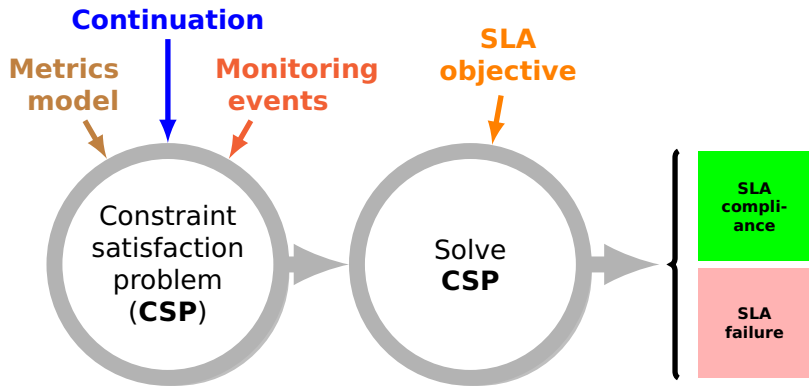 Continuation
Metrics
model
Monitoring
events
SLA
objective
Constraint
satisfaction
problem
(CSP)
Solve
CSP
SLA
compli-
ance
SLA
failure